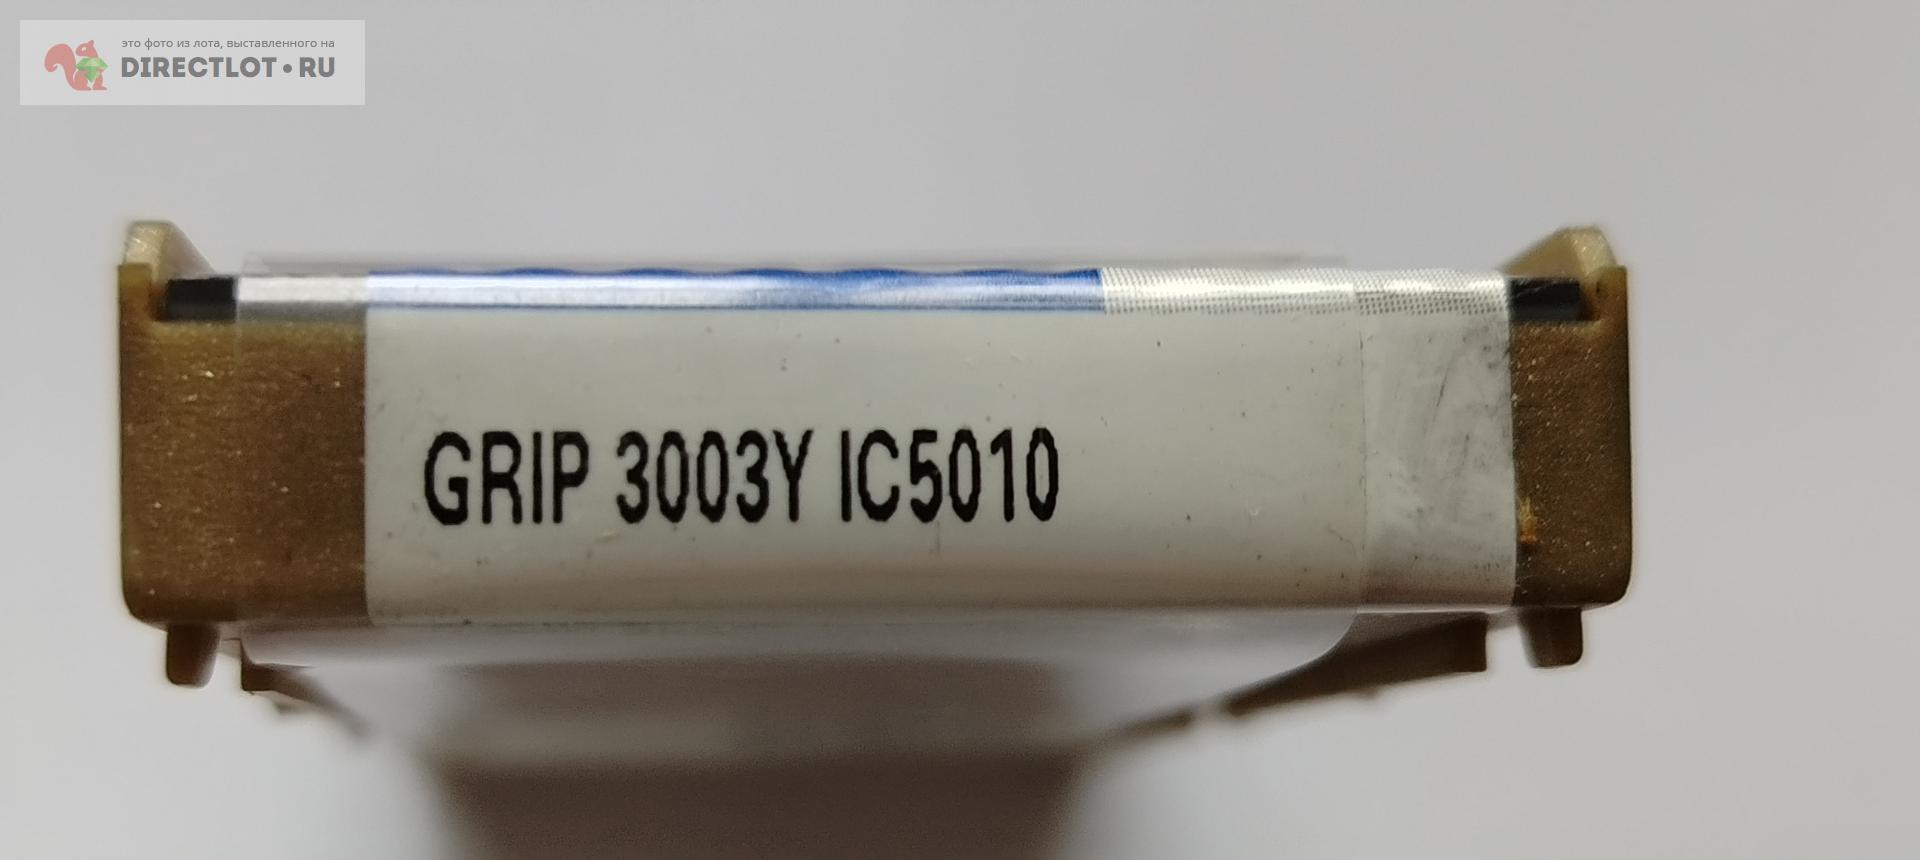 это фото из лота, выставленного на
DIRECTLOT•RU
GRIP 3003Y IC5010